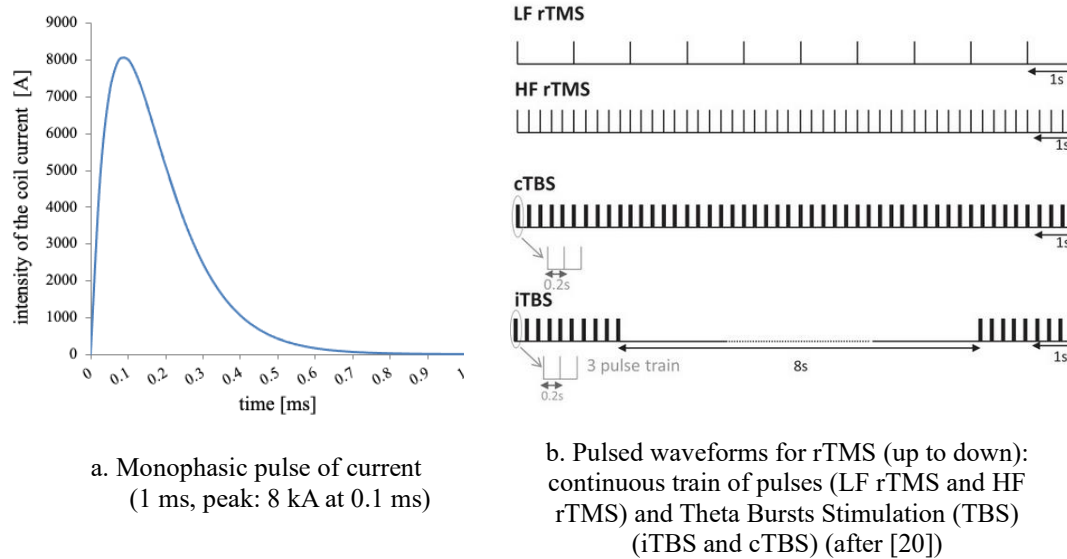 intensity of the coil current [A]
9000
8000
7000
6000
5000
4000
3000
2000
1000
0
0
0.1
0.2
0.3
0.4
0.5
0.6
0.7
0.8
0.9
1
time [ms]
a. Monophasic pulse of current
(1 ms, peak: 8 kA at 0.1 ms)
LF rTMS
1s
HF rTMS
1s
cTBS
1s
0.2s
iTBS
3 pulse train
8s
1s
0.2s
b. Pulsed waveforms for rTMS (up to down):
continuous train of pulses (LF rTMS and HF
rTMS) and Theta Bursts Stimulation (TBS)
(iTBS and cTBS) (after [20])